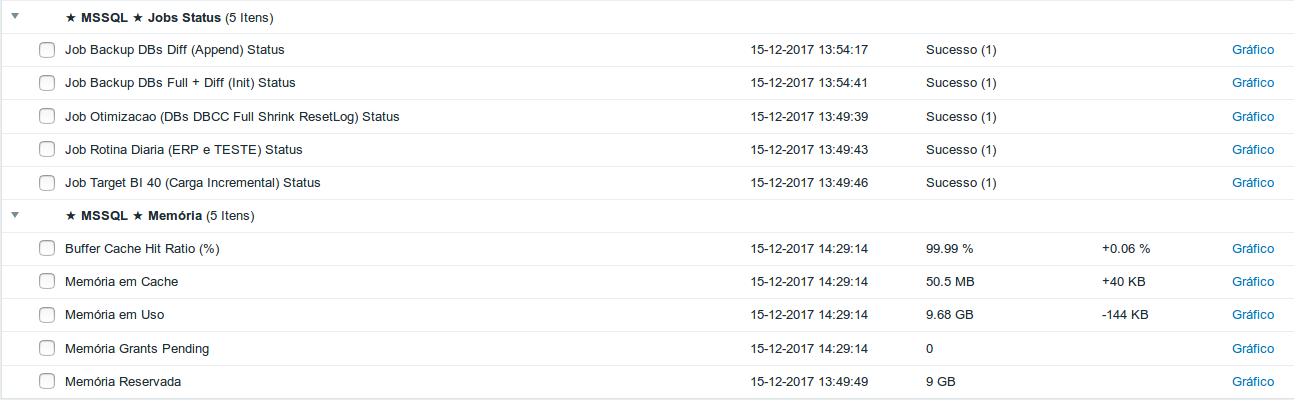 ★ MSSQL ★ Jobs Status (5 Itens)
Job Backup DBs Diff (Append) Status 15-12-2017 13:54:17 Sucesso (1) Gráfico
Job Backup DBs Full + Diff (Init) Status 15-12-2017 13:54:41 Sucesso (1) Gráfico
Job Otimizacao (DBs DBCC Full Shrink ResetLog) Status 15-12-2017 13:49:39 Sucesso (1) Gráfico
Job Rotina Diaria (ERP e TESTE) Status 15-12-2017 13:49:43 Sucesso (1) Gráfico
Job Target BI 40 (Carga Incremental) Status 15-12-2017 13:49:46 Sucesso (1) Gráfico
★ MSSQL ★ Memória (5 Itens)
Buffer Cache Hit Ratio (%) 15-12-2017 14:29:14 99.99 % +0.06 % Gráfico
Memória em Cache 15-12-2017 14:29:14 50.5 MB +40 KB Gráfico
Memória em Uso 15-12-2017 14:29:14 9.68 GB -144 KB Gráfico
Memória Grants Pending 15-12-2017 14:29:14 0 Gráfico
Memória Reservada 15-12-2017 13:49:49 9 GB Gráfico